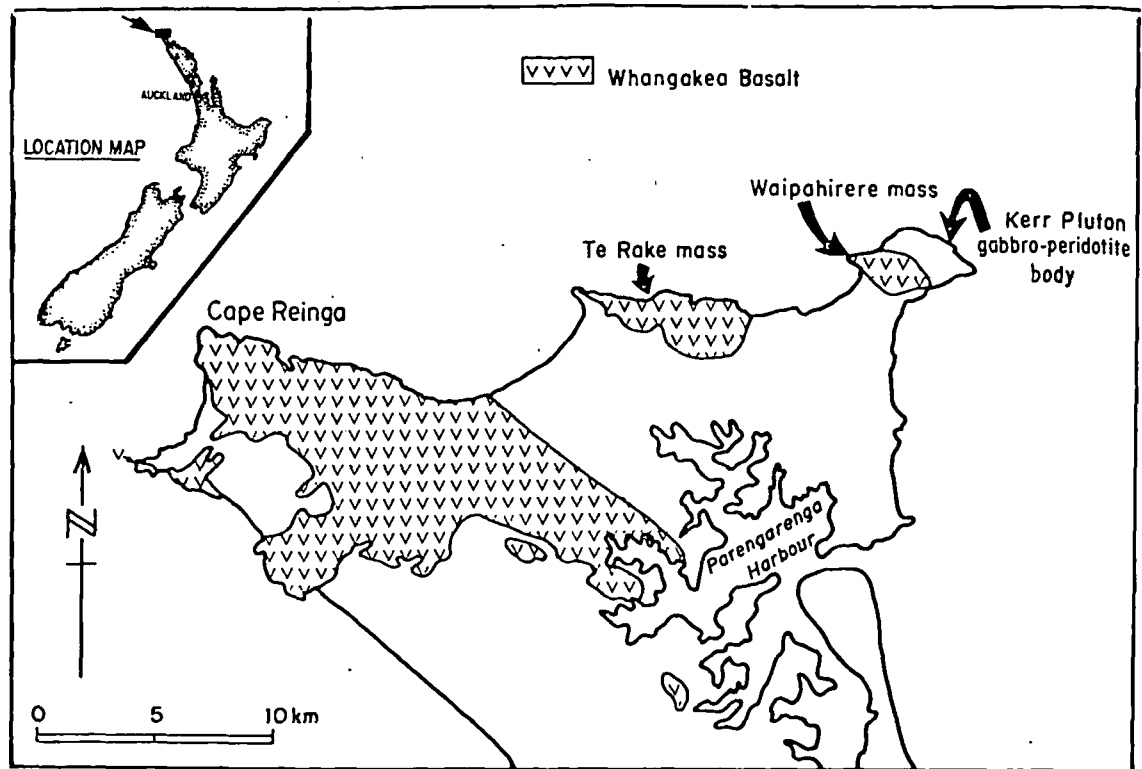 AUCKLAND
LOCATION MAP
Whangakea Basalt
Waipahirere mass
Kerr Pluton
gabbro-peridotite
body
Te Rake mass
Cape Reinga
N
Parengarenga
Harbour
0 5 10 km